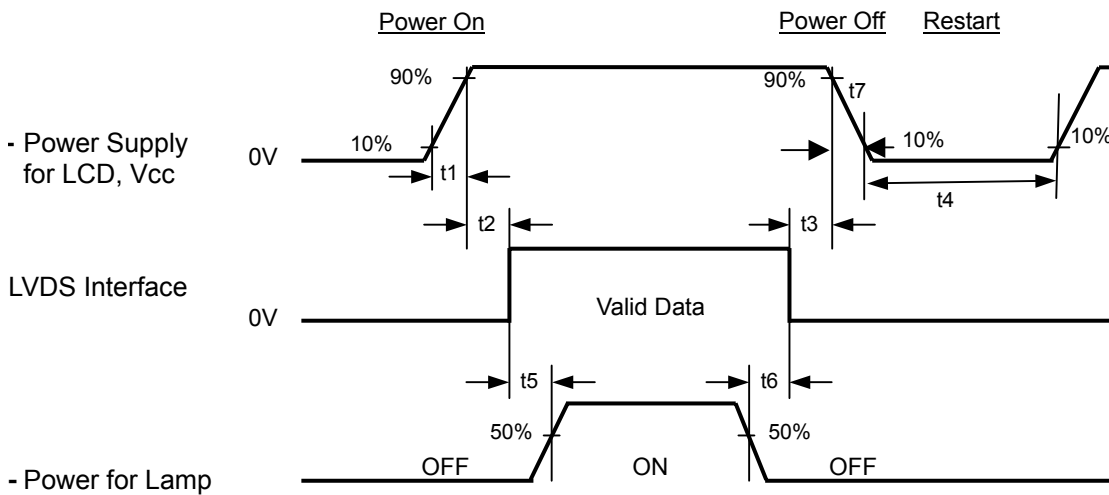 Power On
Power Off
Restart
90%
90%
t7
- Power Supply
for LCD, Vcc
0V
10%
10%
10%
t1
t4
t2
t3
LVDS Interface
0V
Valid Data
t5
t6
50%
50%
- Power for Lamp
OFF
ON
OFF